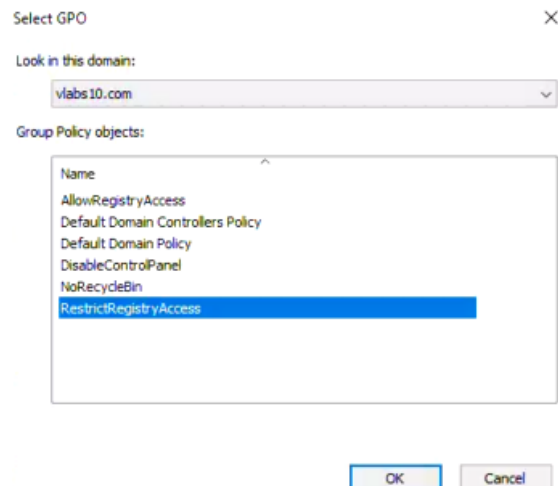 Select GPO
Look in this domain:
vlabs10.com
Group Policy objects:
Name
AllowRegistryAccess
Default Domain Controllers Policy
Default Domain Policy
DisableControlPanel
NoRecycleBin
RestrictRegistryAccess
OK Cancel